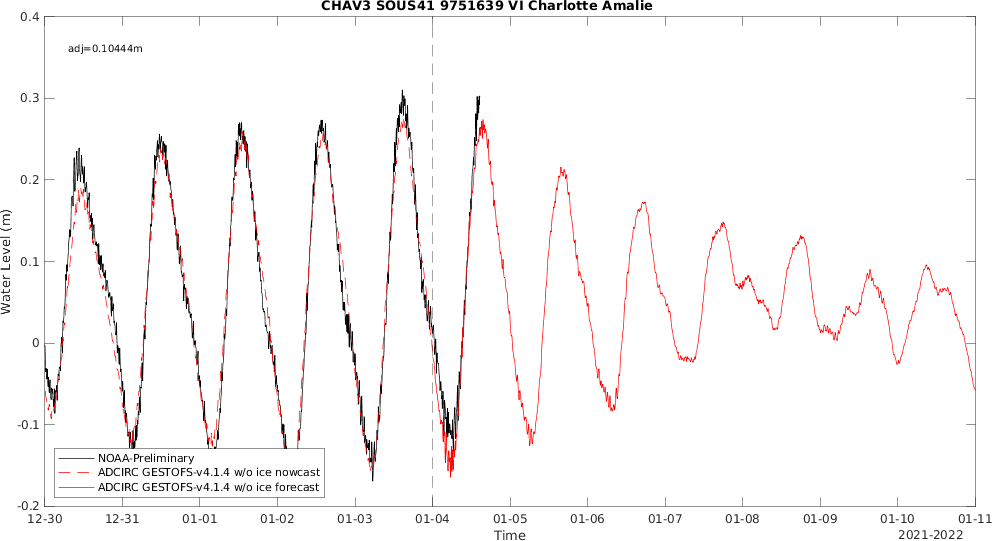 CHAV3 SOUS41 9751639 VI Charlotte Amalie
0.4
adj=0.10444m
0.3
0.2
0.1
0
-0.1
-0.2
Water Level (m)
NOAA-Preliminary
ADCIRC GESTOFS-v4.1.4 w/o ice nowcast
ADCIRC GESTOFS-v4.1.4 w/o ice forecast
12-30 12-31 01-01 01-02 01-03 01-04 01-05 01-06 01-07 01-08 01-09 01-10 01-11
Time
2021-2022